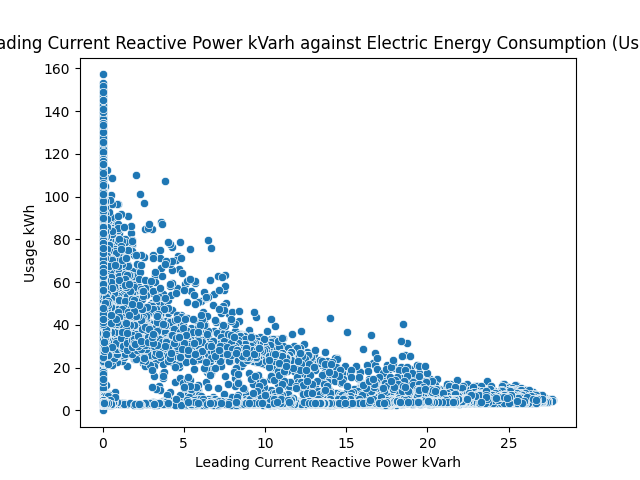 ading Current Reactive Power kVarh against Electric Energy Consumption (Us
160
140
120
100
80
60
40
20
0
Usage kWh
0 5 10 15 20 25
Leading Current Reactive Power kVarh